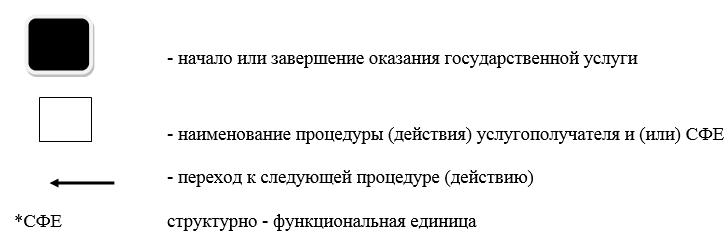 - начало или завершение оказания государственной услуги
- наименование процедуры (действия) услугополучателя и (или) СФЕ
- переход к следующей процедуре (действию)
*СФЕ структурно - функциональная единица